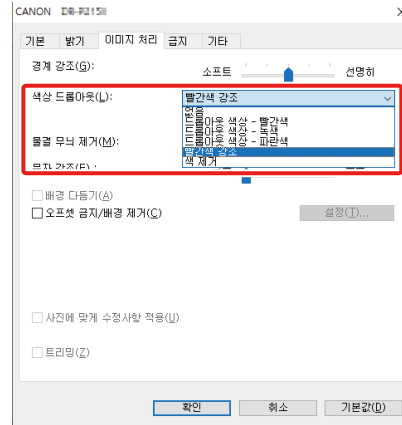 CANON DR-P215II
기본 밝기 이미지 처리 급지 기타
경계 강조(G): 소프트 선명히
색상 드롭아웃(L): 빨간색 강조
없음
드롭아웃 색상 - 빨간색
드롭아웃 색상 - 녹색
드롭아웃 색상 - 파란색
빨간색 강조
색 제거
물결 무늬 제거(M):
문자 강조(E) :
배경 다듬기(A)
오프셋 금지/배경 제거(C) 설정(T)...
사진에 맞게 수정사항 적용(U)
트리밍(Z)
확인 취소 기본값(D)